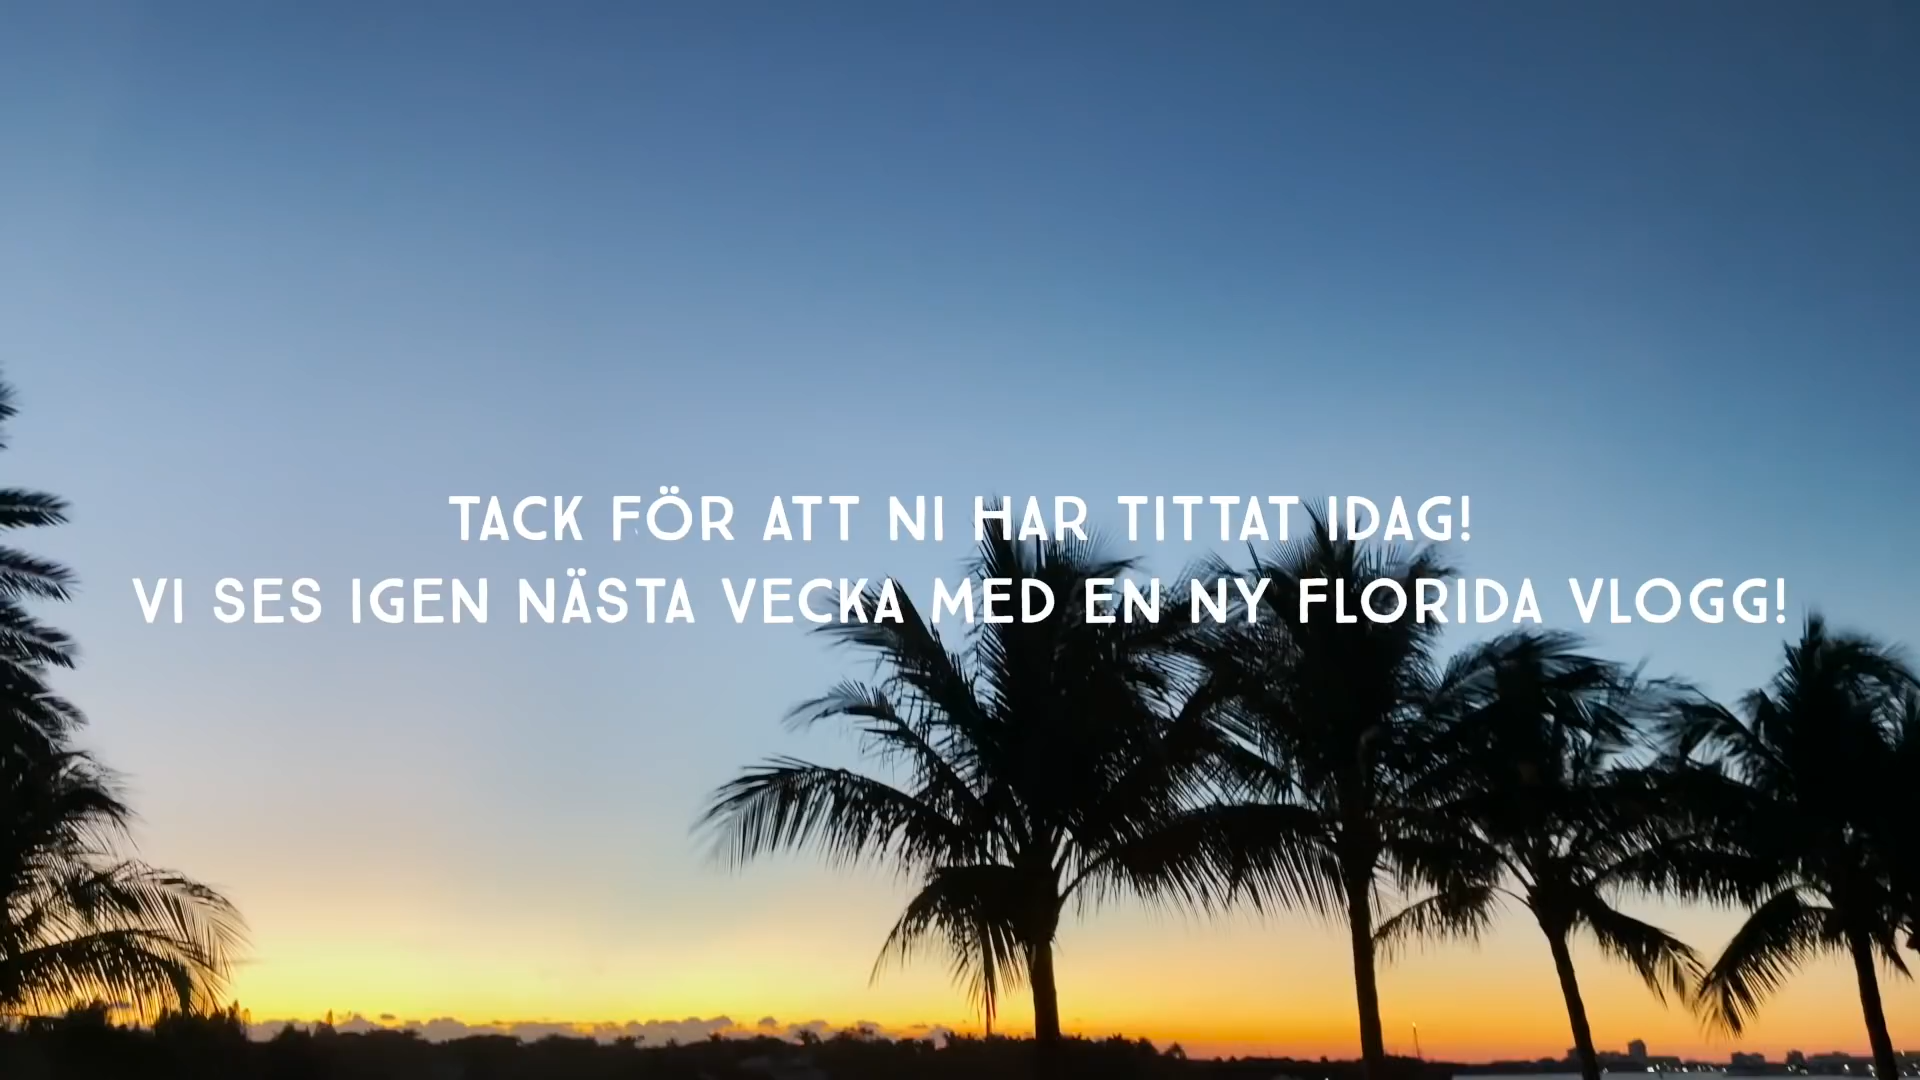 TACK FÖR ATT NI HAR TITTAT IDAG!
VI SES IGEN NÄSTA VECKA MED EN NY FLORIDA VLOGG!